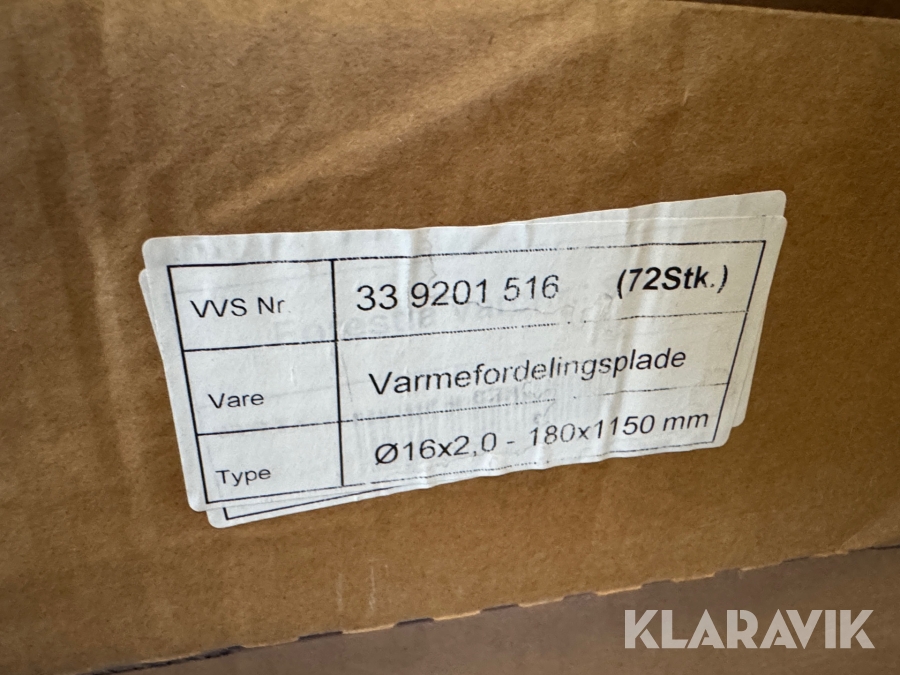 VVS Nr. 33 9201 516 (72Stk.)
Vare Varmefordelingsplade
Type Ø16x2,0 - 180x1150 mm
KLARAVIK